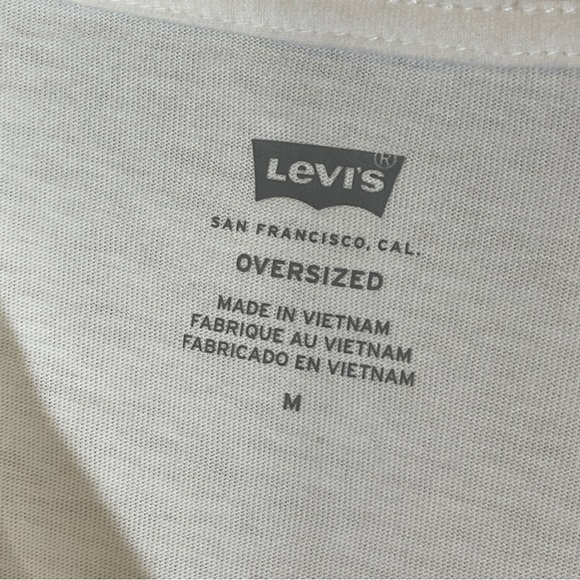 LEVI'S®
SAN FRANCISCO, CAL.
OVERSIZED
MADE IN VIETNAM
FABRIQUE AU VIETNAM
FABRICADO EN VIETNAM
M